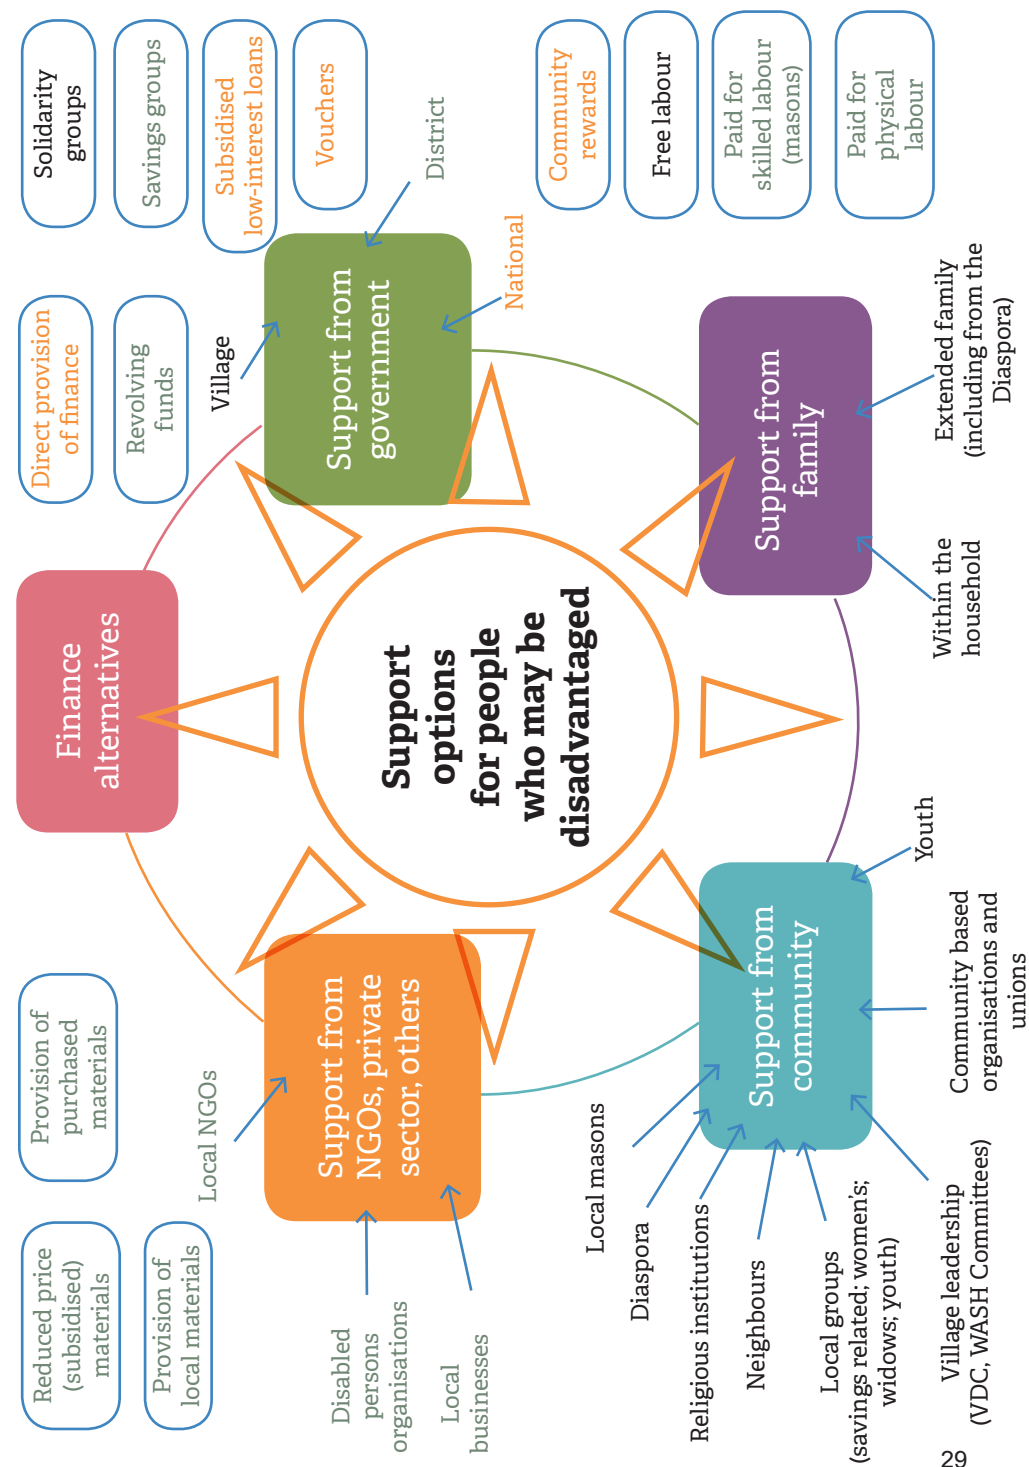 Reduced price
(subsidised)
materials
Provision of
local materials
Provision of
purchased
materials
Finance
alternatives
Direct provision
of finance
Revolving
funds
Solidarity
groups
Savings groups
Subsidised
low-interest loans
Vouchers
Local NGOs
Support from
NGOs, private
sector, others
Disabled
persons
organisations
Local
businesses
Village
Support from
government
District
National
Support
options
for people
who may be
disadvantaged
Community
rewards
Free labour
Paid for
skilled labour
(masons)
Paid for
physical
labour
Local masons
Diaspora
Religious institutions
Neighbours
Local groups
(savings related; women's;
widows; youth)
Village leadership
(VDC, WASH Committees)
Support from
community
Community based
organisations and
unions
Youth
Support from
family
Within the
household
Extended family
(including from the
Diaspora)
29